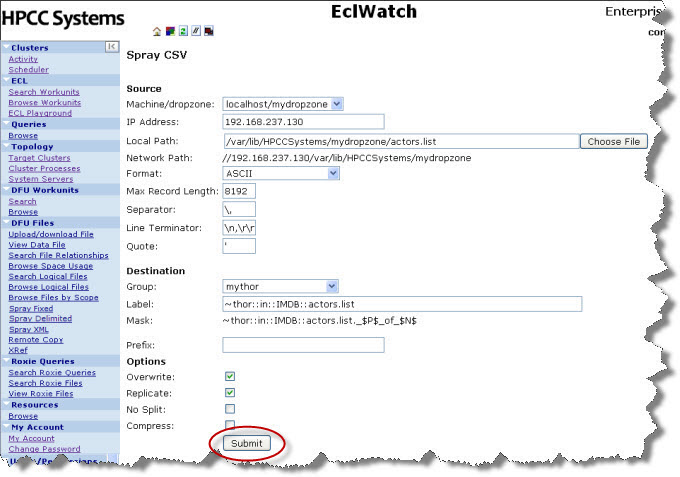 HPCC Systems
EclWatch
Enterpris
con
Clusters
Activity
Scheduler
ECL
Search Workunits
Browse Workunits
ECL Playground
Queries
Browse
Topology
Target Clusters
Cluster Processes
System Servers
DFU Workunits
Search
Browse
DFU Files
Upload/download File
View Data File
Search File Relationships
Browse Space Usage
Search Logical Files
Browse Logical Files
Browse Files by Scope
Spray Fixed
Spray Delimited
Spray XML
Remote Copy
XRef
Roxie Queries
Search Roxie Queries
Search Roxie Files
View Roxie Files
Resources
Browse
My Account
My Account
Change Password
Spray CSV
Source
Machine/dropzone: localhost/mydropzone
IP Address: 192.168.237.130
Local Path: /var/lib/HPCCSystems/mydropzone/actors.list Choose File
Network Path: //192.168.237.130/var/lib/HPCCSystems/mydropzone
Format: ASCII
Max Record Length: 8192
Separator: \,
Line Terminator: \n,\r\r
Quote: '
Destination
Group: mythor
Label: ~thor::in::IMDB::actors.list
Mask: ~thor::in::IMDB::actors.list._$P$_of_$N$
Prefix:
Options
Overwrite:
Replicate:
No Split:
Compress:
Submit